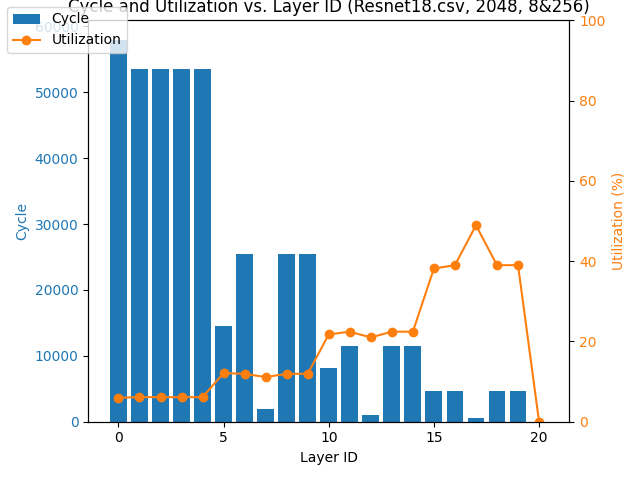 Cycle and Utilization vs. Layer ID (Resnet18.csv, 2048, 8&256)
Cycle
Utilization
60000
50000
40000
30000
20000
10000
0
Cycle
100
80
60
40
20
0
Utilization (%)
0 5 10 15 20
Layer ID